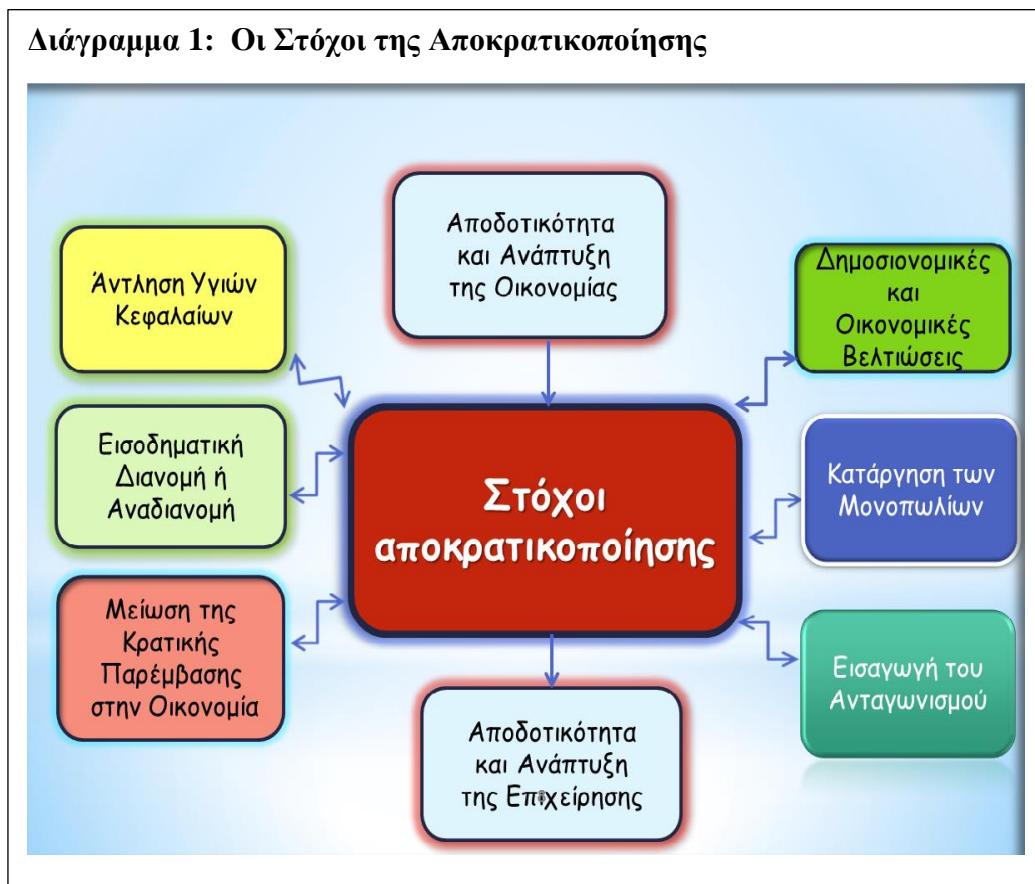 Διάγραμμα 1: Οι Στόχοι της Αποκρατικοποίησης
Αποδοτικότητα
και Ανάπτυξη
της Οικονομίας
Άντληση Υγιών
Κεφαλαίων
Δημοσιονομικές
και
Οικονομικές
Βελτιώσεις
Εισοδηματική
Διανομή ή
Αναδιανομή
Στόχοι
αποκρατικοποίησης
Κατάργηση των
Μονοπωλίων
Μείωση της
Κρατικής
Παρέμβασης
στην Οικονομία
Εισαγωγή του
Ανταγωνισμού
Αποδοτικότητα
και Ανάπτυξη
της Επιχείρησης